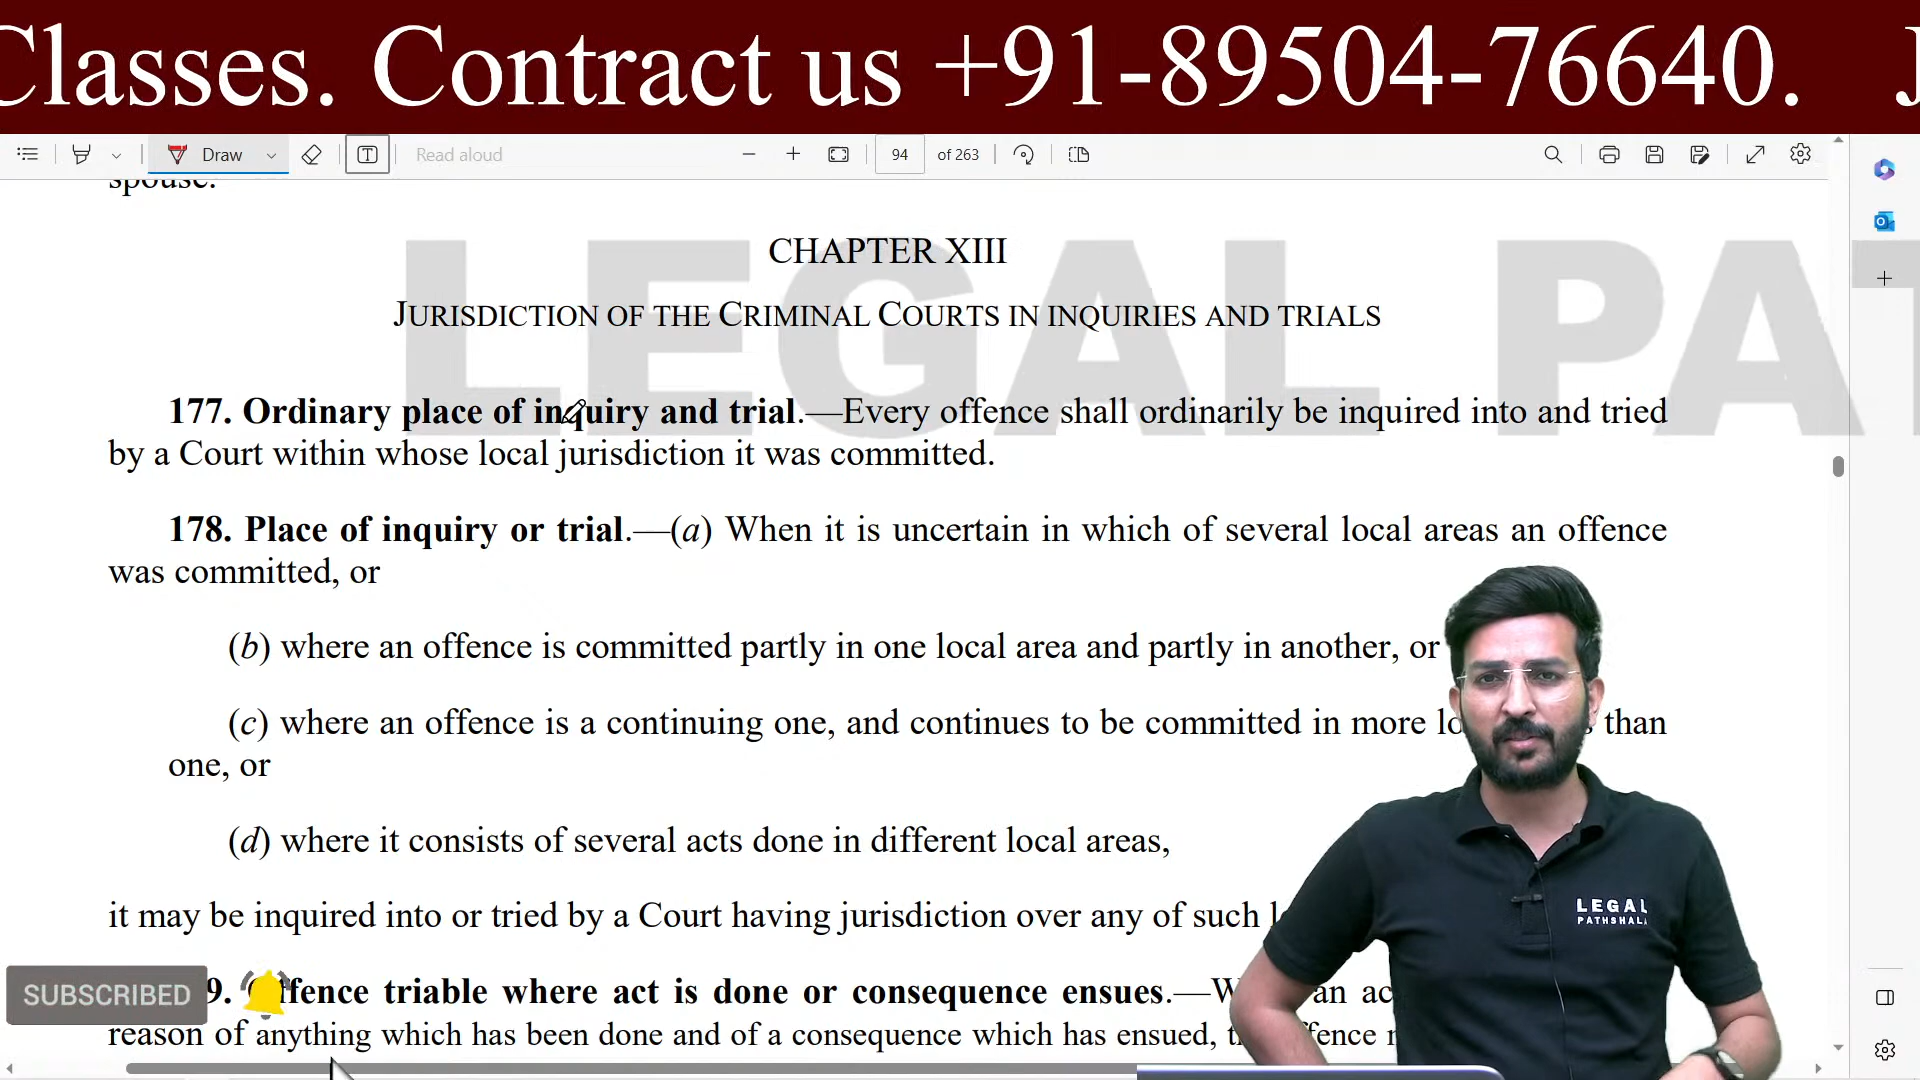 Classes. Contract us +91-89504-76640.
Draw
Read aloud
94 of 263
spouse.
LEGAL PA
CHAPTER XIII
JURISDICTION OF THE CRIMINAL COURTS IN INQUIRIES AND TRIALS
177. Ordinary place of inquiry and trial.—Every offence shall ordinarily be inquired into and tried
by a Court within whose local jurisdiction it was committed.
178. Place of inquiry or trial.—(a) When it is uncertain in which of several local areas an offence
was committed, or
(b) where an offence is committed partly in one local area and partly in another, or
(c) where an offence is a continuing one, and continues to be committed in more than
one, or
(d) where it consists of several acts done in different local areas,
it may be inquired into or tried by a Court having jurisdiction over any of such
9. Offence triable where act is done or consequence ensues.— an
reason of anything which has been done and of a consequence which has ensued,
LEGAL
PATHSHALA
SUBSCRIBED